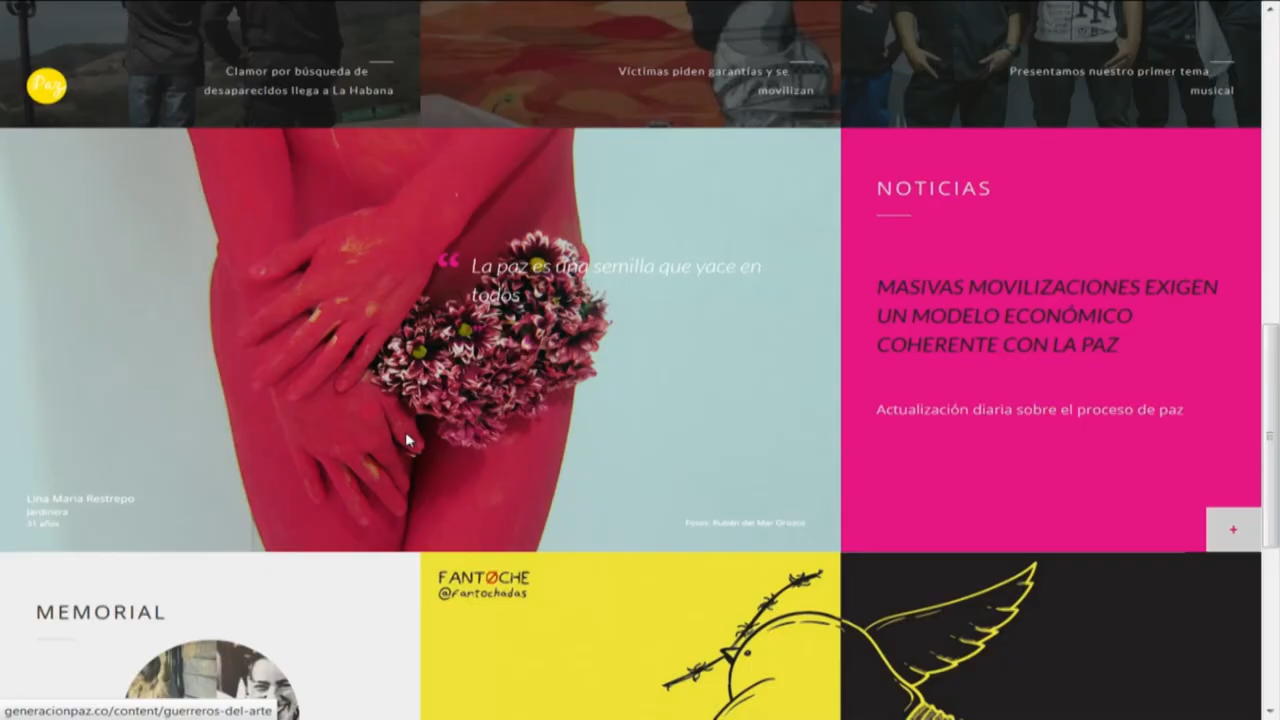 Paz
Clamor por búsqueda de
desaparecidos llega a La Habana
Víctimas piden garantías y se
movilizan
Presentamos nuestro primer tema
musical
NY
“ La paz es una semilla que yace en
todos
Lina María Restrepo
Jardinera
31 años
Fotos: Rubén del Mar Orozco
NOTICIAS
MASIVAS MOVILIZACIONES EXIGEN
UN MODELO ECONÓMICO
COHERENTE CON LA PAZ
Actualización diaria sobre el proceso de paz
+
MEMORIAL
FANTØCHE
@fantochadas
generacionpaz.co/content/guerreros-del-arte